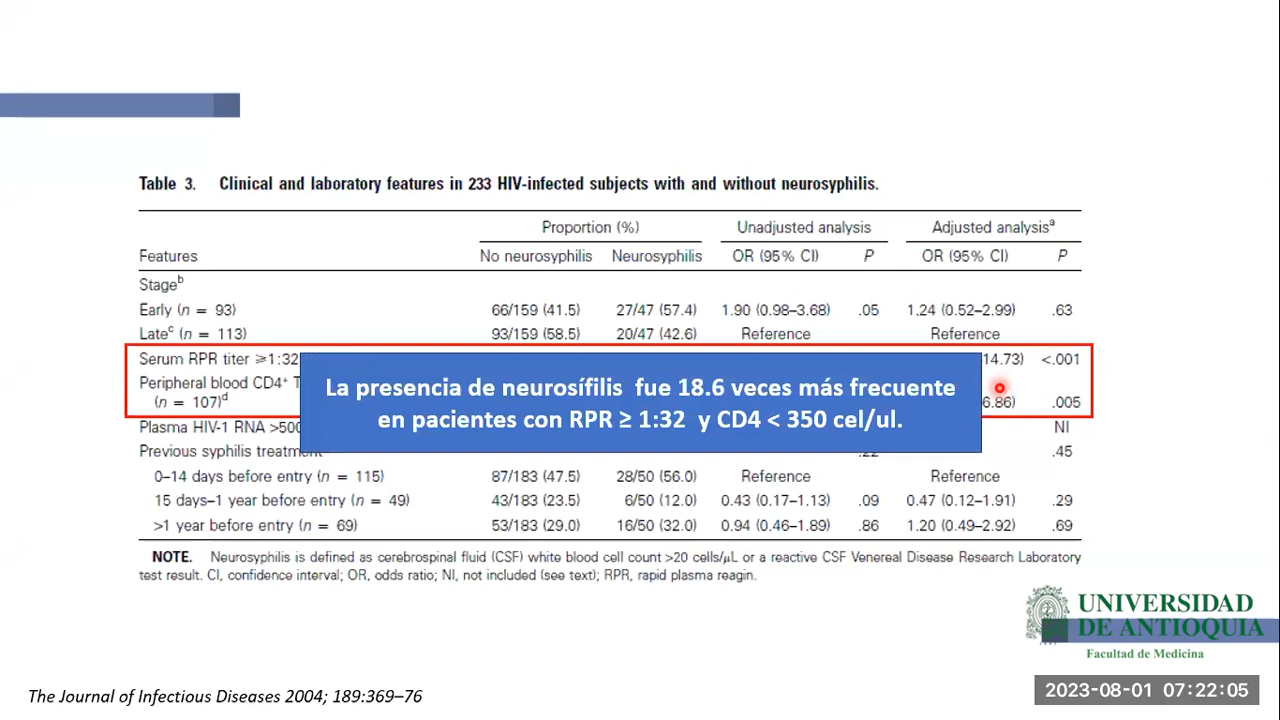 Table 3. Clinical and laboratory features in 233 HIV-infected subjects with and without neurosyphilis.
Proportion (%) Unadjusted analysis Adjusted analysisᵃ
Features No neurosyphilis Neurosyphilis OR (95% CI) P OR (95% CI) P
Stageᵇ
Early (n = 93) 66/159 (41.5) 27/47 (57.4) 1.90 (0.98–3.68) .05 1.24 (0.52–2.99) .63
Lateᶜ (n = 113) 93/159 (58.5) 20/47 (42.6) Reference Reference
Serum RPR titer ≥1:32 14.73) <.001
Peripheral blood CD4⁺ T
(n = 107)ᵈ 6.86) .005
La presencia de neurosífilis fue 18.6 veces más frecuente
en pacientes con RPR ≥ 1:32 y CD4 < 350 cel/ul.
Plasma HIV-1 RNA >500 NI
Previous syphilis treatment .22 .45
0–14 days before entry (n = 115) 87/183 (47.5) 28/50 (56.0) Reference Reference
15 days–1 year before entry (n = 49) 43/183 (23.5) 6/50 (12.0) 0.43 (0.17–1.13) .09 0.47 (0.12–1.91) .29
>1 year before entry (n = 69) 53/183 (29.0) 16/50 (32.0) 0.94 (0.46–1.89) .86 1.20 (0.49–2.92) .69
NOTE. Neurosyphilis is defined as cerebrospinal fluid (CSF) white blood cell count >20 cells/μL or a reactive CSF Venereal Disease Research Laboratory
test result. CI, confidence interval; OR, odds ratio; NI, not included (see text); RPR, rapid plasma reagin.
UNIVERSIDAD
DE ANTIOQUIA
Facultad de Medicina
The Journal of Infectious Diseases 2004; 189:369–76
2023-08-01 07:22:05